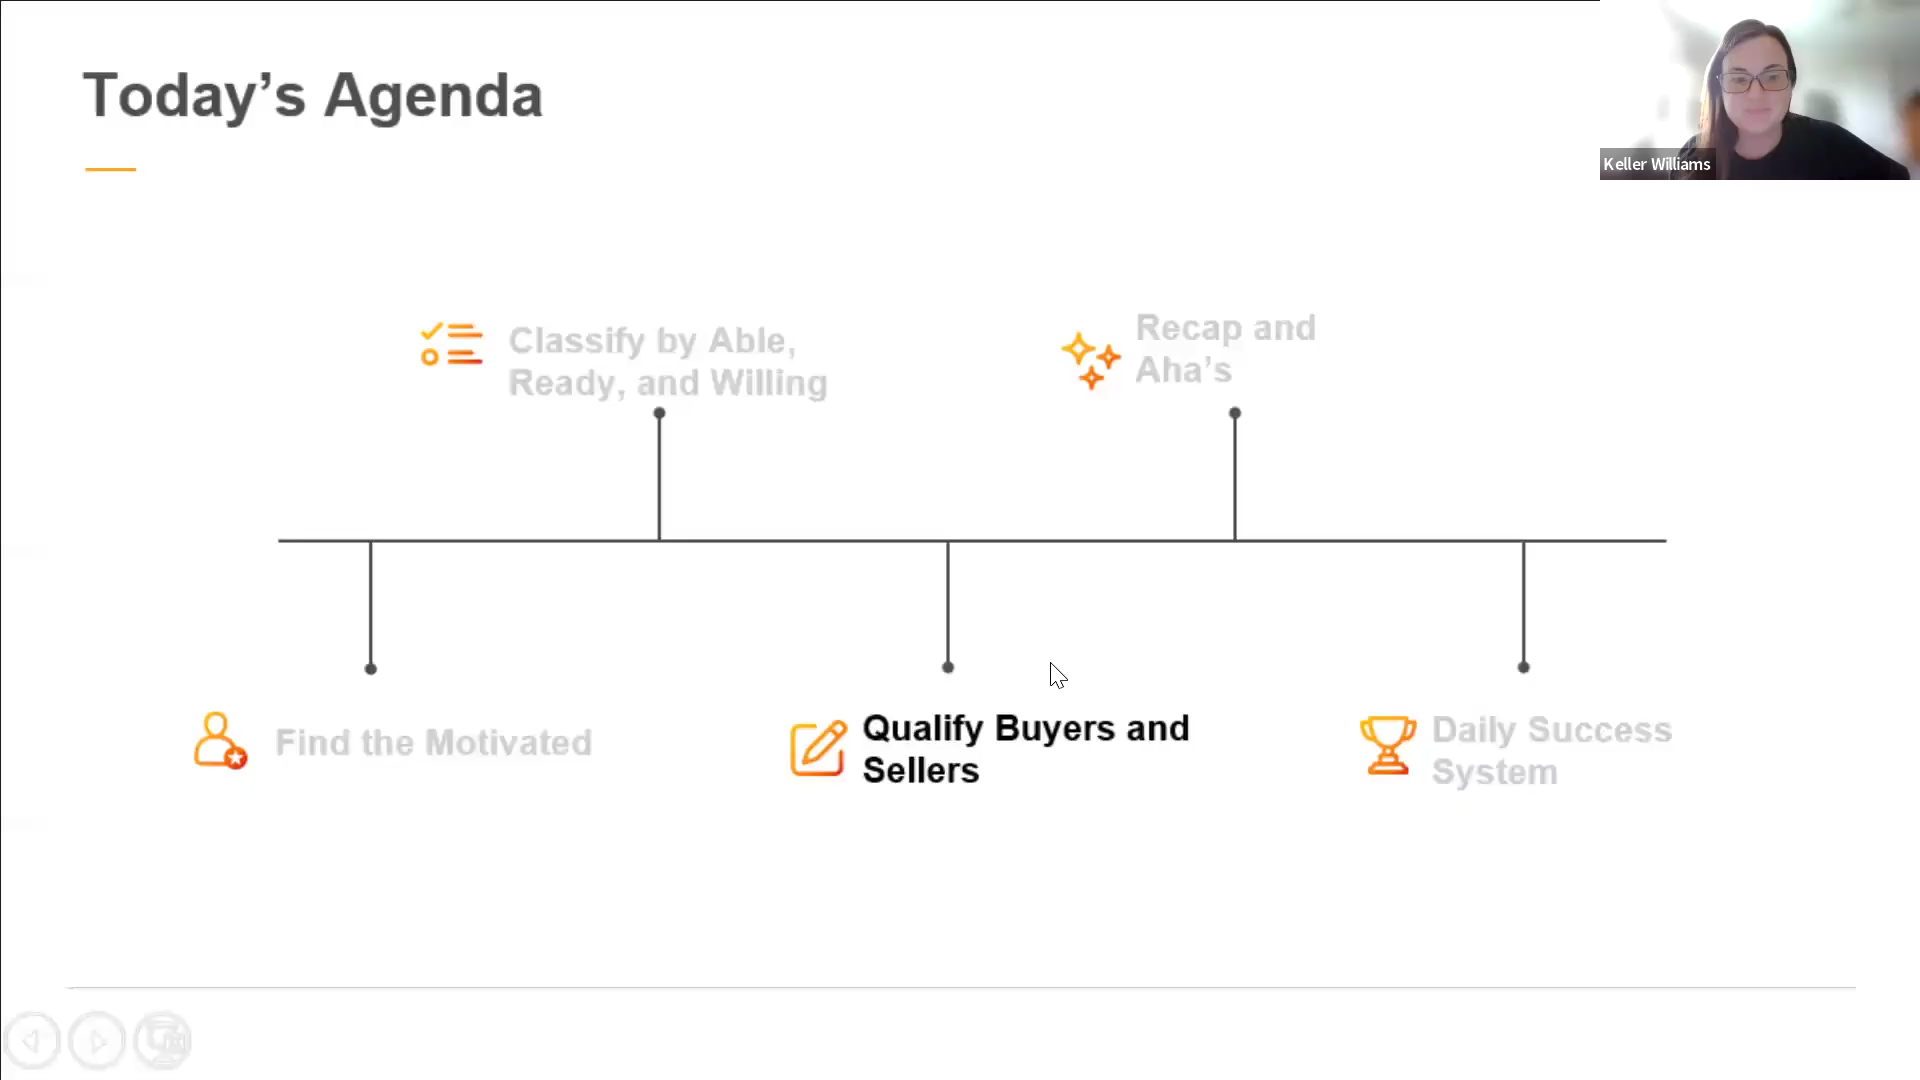 Today’s Agenda
Keller Williams
Classify by Able,
Ready, and Willing
Recap and
Aha’s
Find the Motivated
Qualify Buyers and
Sellers
Daily Success
System